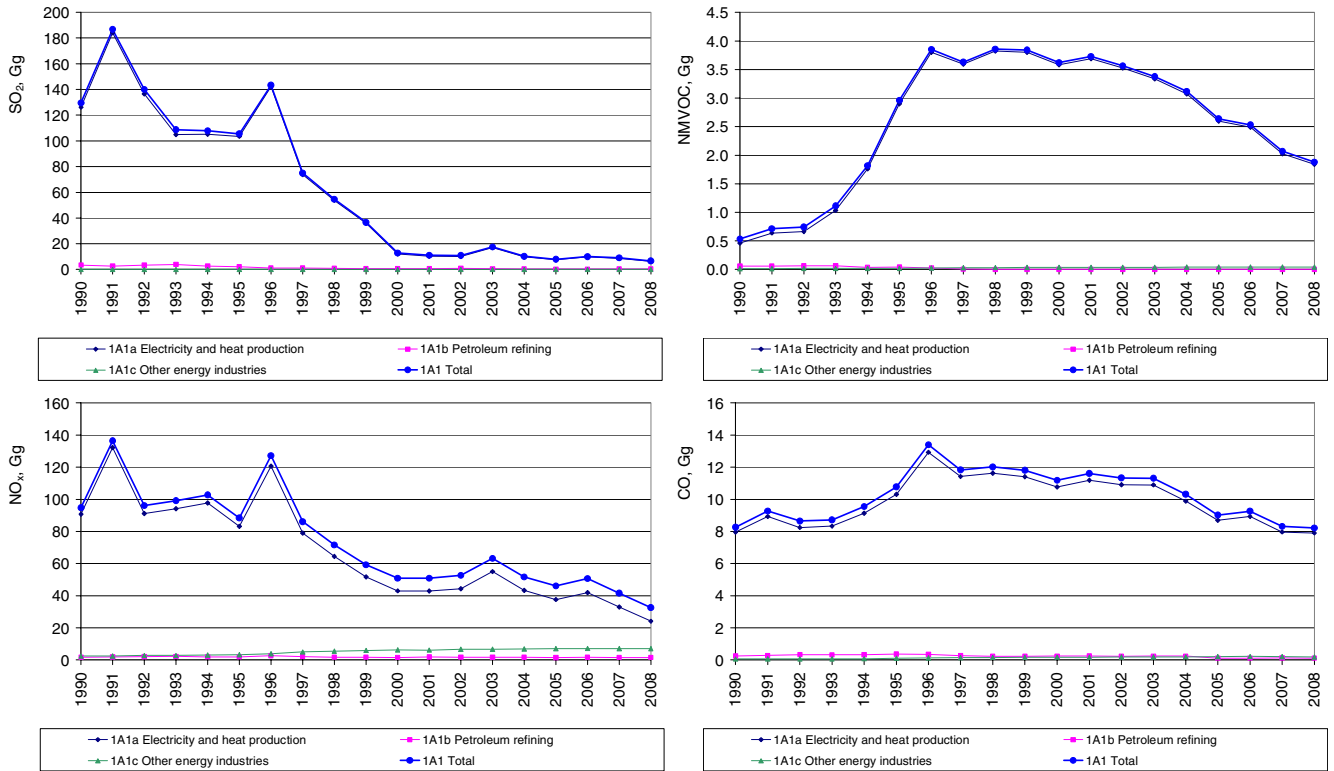 SO2, Gg
200
180
160
140
120
100
80
60
40
20
0
1990 1991 1992 1993 1994 1995 1996 1997 1998 1999 2000 2001 2002 2003 2004 2005 2006 2007 2008
1A1a Electricity and heat production 1A1b Petroleum refining
1A1c Other energy industries 1A1 Total
NMVOC, Gg
4.5
4.0
3.5
3.0
2.5
2.0
1.5
1.0
0.5
0.0
1990 1991 1992 1993 1994 1995 1996 1997 1998 1999 2000 2001 2002 2003 2004 2005 2006 2007 2008
1A1a Electricity and heat production 1A1b Petroleum refining
1A1c Other energy industries 1A1 Total
NOx, Gg
160
140
120
100
80
60
40
20
0
1990 1991 1992 1993 1994 1995 1996 1997 1998 1999 2000 2001 2002 2003 2004 2005 2006 2007 2008
1A1a Electricity and heat production 1A1b Petroleum refining
1A1c Other energy industries 1A1 Total
CO, Gg
16
14
12
10
8
6
4
2
0
1990 1991 1992 1993 1994 1995 1996 1997 1998 1999 2000 2001 2002 2003 2004 2005 2006 2007 2008
1A1a Electricity and heat production 1A1b Petroleum refining
1A1c Other energy industries 1A1 Total